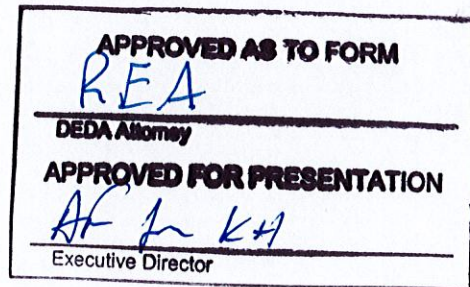 APPROVED AS TO FORM
REA
DEDA Attorney
APPROVED FOR PRESENTATION
AF for KH
Executive Director